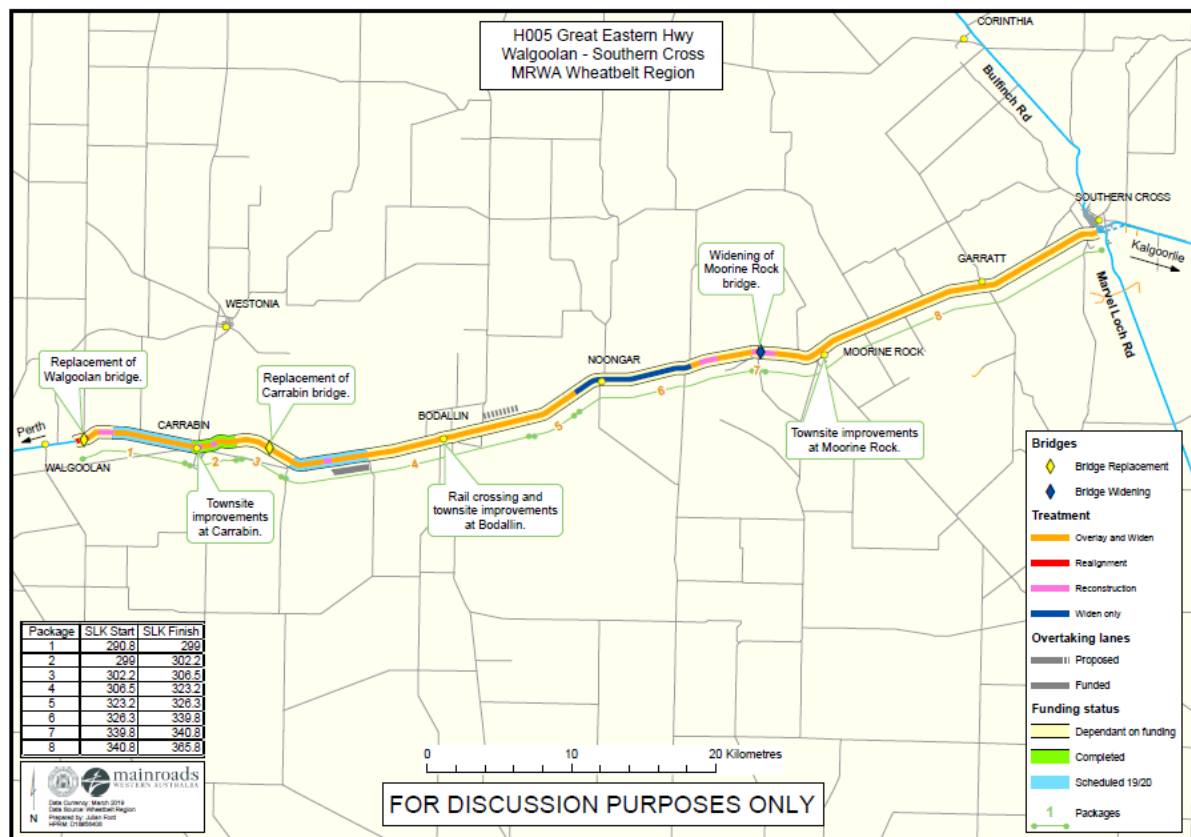 H005 Great Eastern Hwy
Walgoolan - Southern Cross
MRWA Wheatbelt Region
CORINTHIA
Bullfinch Rd
SOUTHERN CROSS
Kalgoorlie
Marvel Loch Rd
GARRATT
8
Widening of
Moorine Rock
bridge.
MOORINE ROCK
7
Townsite improvements
at Moorine Rock.
NOONGAR
6
5
WESTONIA
Replacement of
Walgoolan bridge.
Replacement of
Carrabin bridge.
BODALLIN
4
Rail crossing and
townsite improvements
at Bodallin.
CARRABIN
Perth
WALGOOLAN
1
2
3
Townsite
improvements
at Carrabin.
Bridges
Bridge Replacement
Bridge Widening
Treatment
Overlay and Widen
Realignment
Reconstruction
Widen only
Overtaking lanes
Proposed
Funded
Funding status
Dependant on funding
Completed
Scheduled 19/20
1 Packages
Package SLK Start SLK Finish
1 290.8 299
2 299 302.2
3 302.2 306.5
4 306.5 323.2
5 323.2 326.3
6 326.3 339.8
7 339.8 340.8
8 340.8 365.8
0 10 20 Kilometres
N
mainroads
WESTERN AUSTRALIA
Data Currency: March 2019
Data Source: Wheatbelt Region
Prepared by: Julian Ford
FOR DISCUSSION PURPOSES ONLY